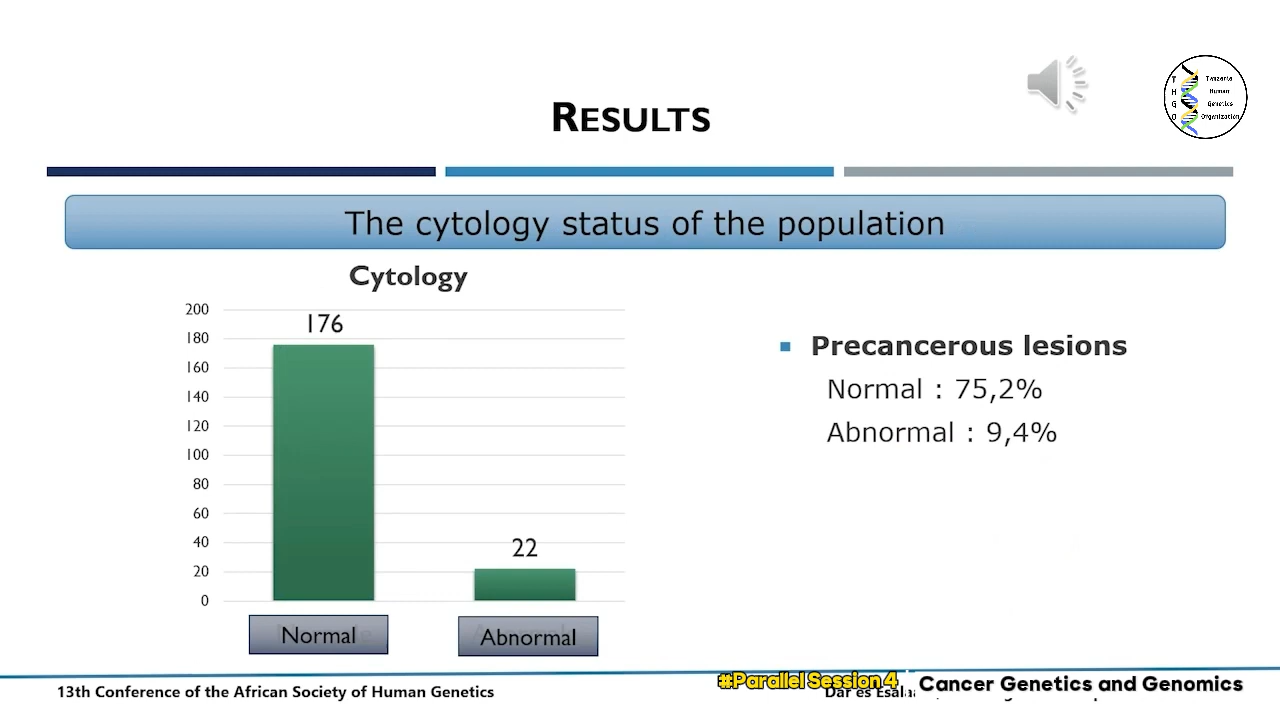 RESULTS
T
H
G
O
Tanzania
Human
Genetics
Organization
The cytology status of the population
Cytology
200
180
160
140
120
100
80
60
40
20
0
176
22
Normal
Abnormal
Precancerous lesions
Normal : 75,2%
Abnormal : 9,4%
13th Conference of the African Society of Human Genetics
#Parallel Session 4
Dar es
Cancer Genetics and Genomics